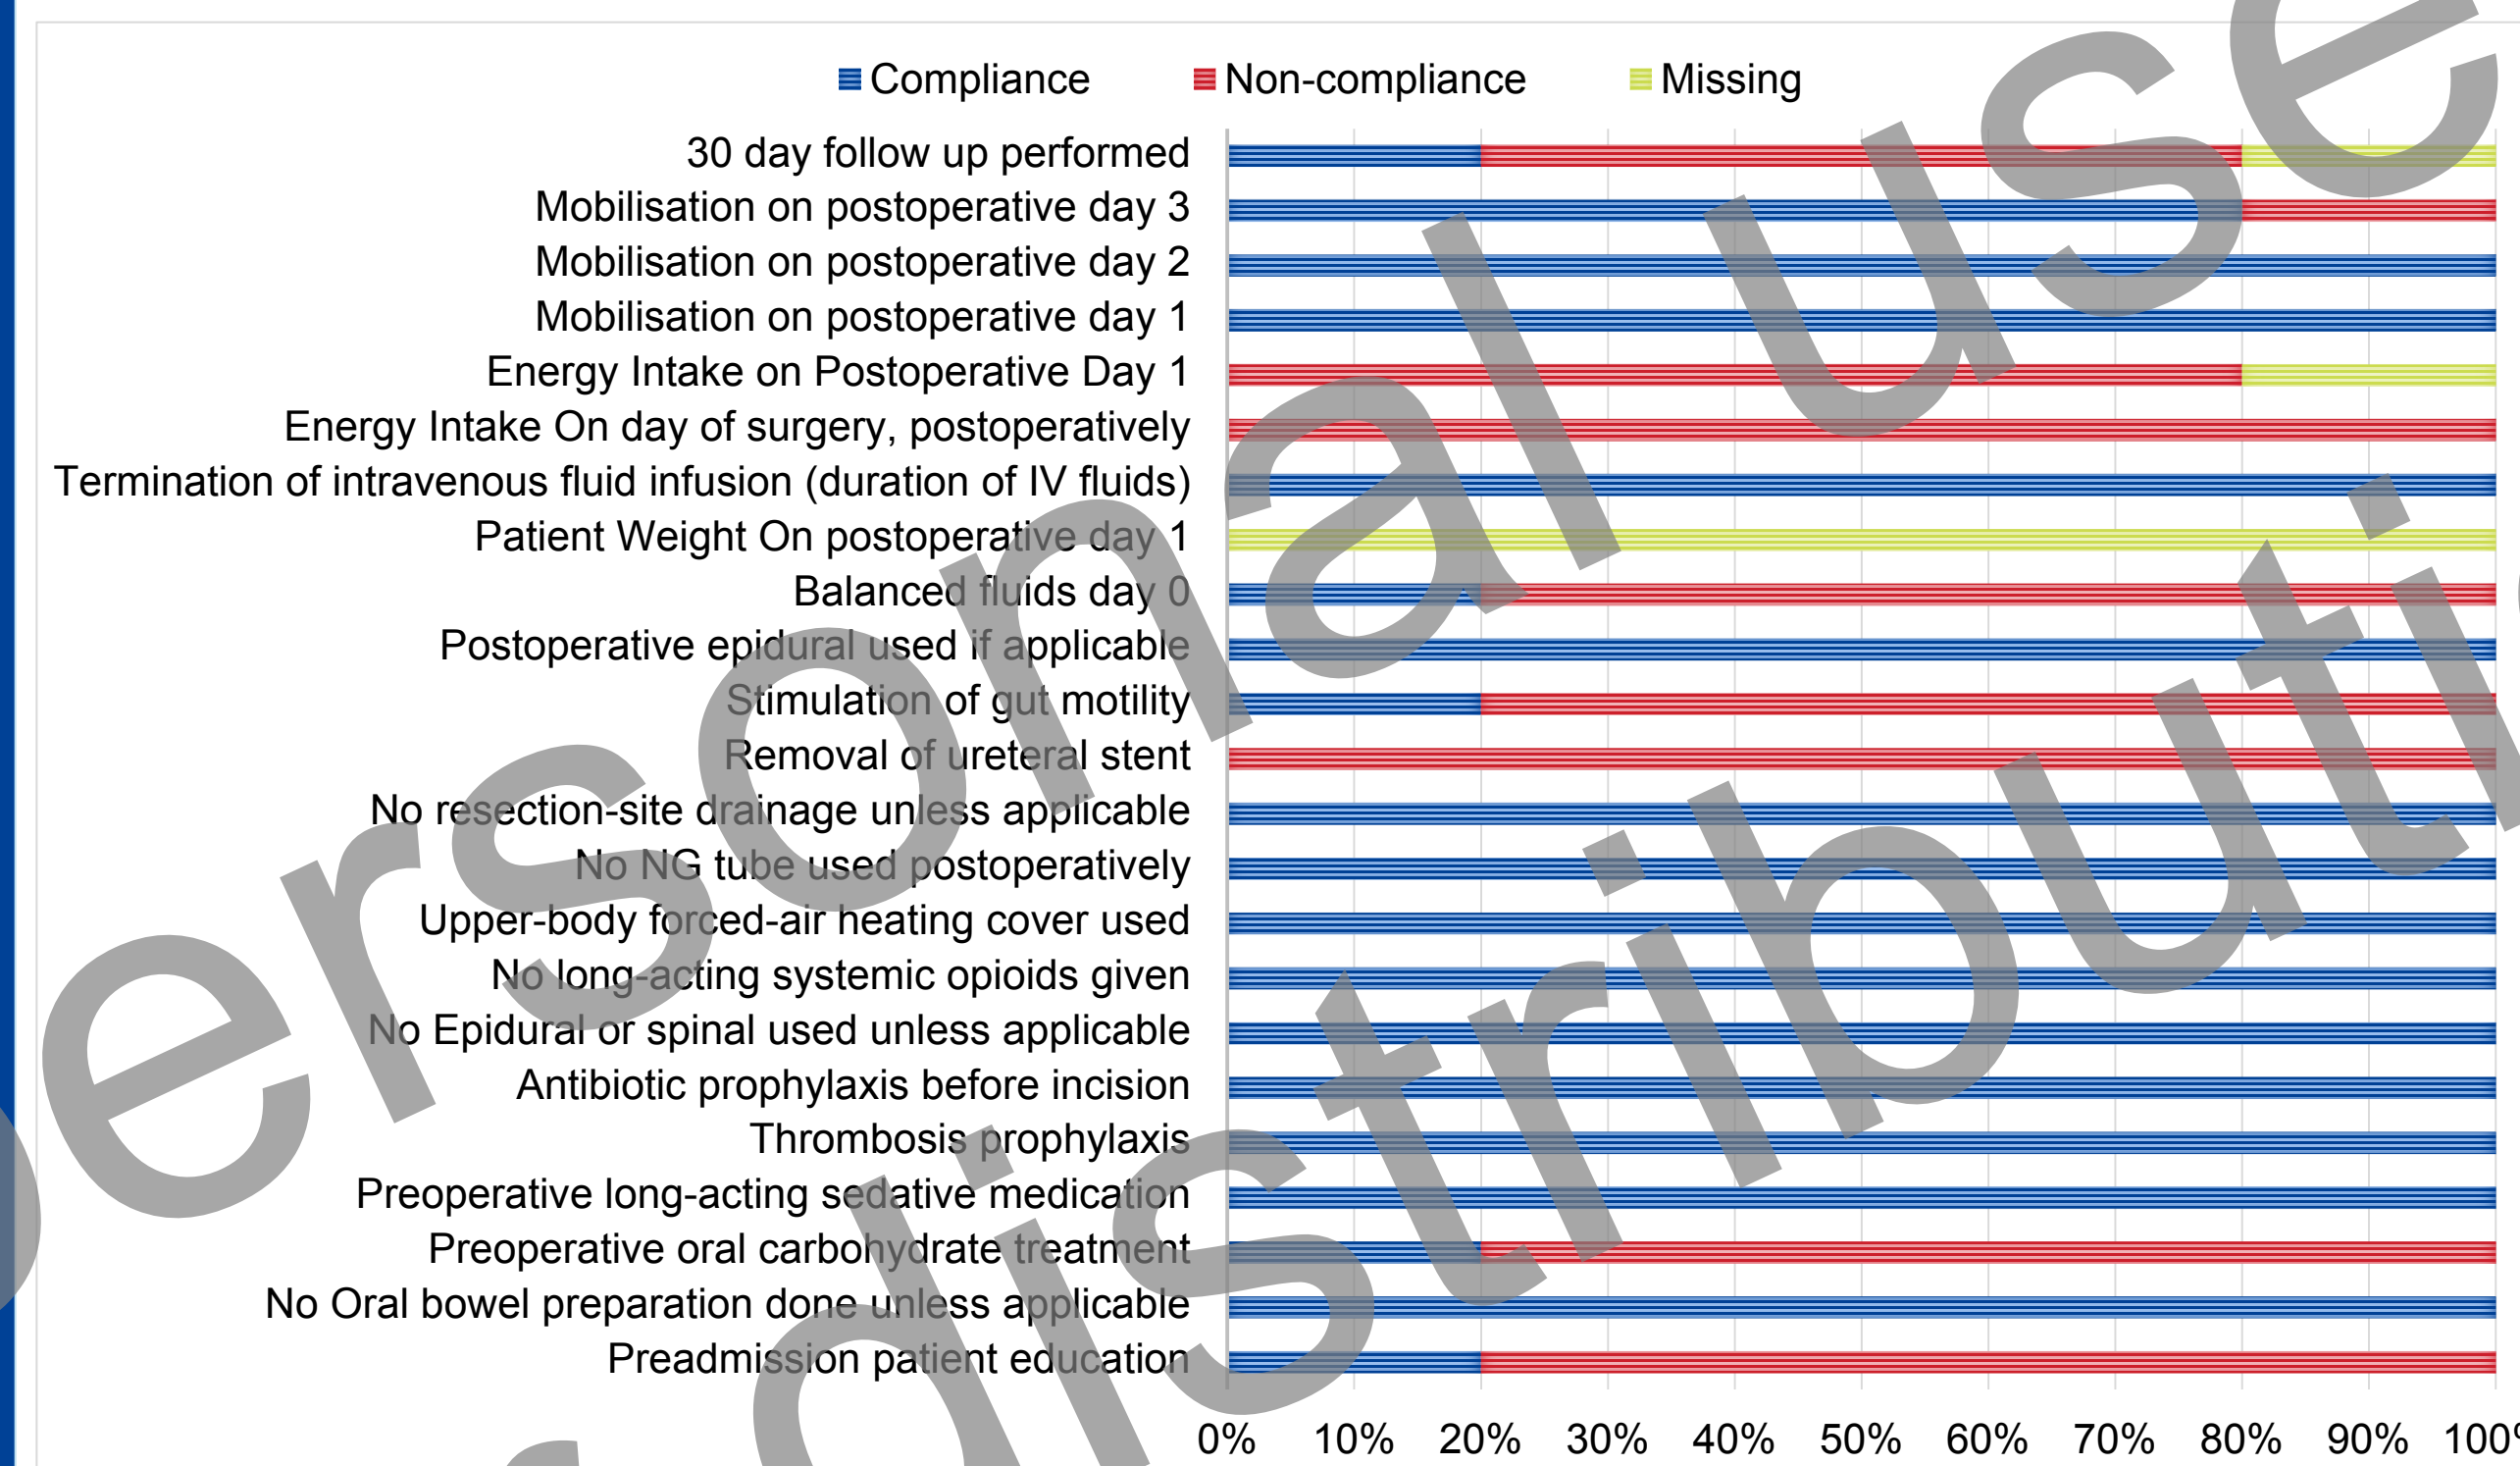 Compliance Non-compliance Missing
30 day follow up performed
Mobilisation on postoperative day 3
Mobilisation on postoperative day 2
Mobilisation on postoperative day 1
Energy Intake on Postoperative Day 1
Energy Intake On day of surgery, postoperatively
Termination of intravenous fluid infusion (duration of IV fluids)
Patient Weight On postoperative day 1
Balanced fluids day 0
Postoperative epidural used if applicable
Stimulation of gut motility
Removal of ureteral stent
No resection-site drainage unless applicable
No NG tube used postoperatively
Upper-body forced-air heating cover used
No long-acting systemic opioids given
No Epidural or spinal used unless applicable
Antibiotic prophylaxis before incision
Thrombosis prophylaxis
Preoperative long-acting sedative medication
Preoperative oral carbohydrate treatment
No Oral bowel preparation done unless applicable
Preadmission patient education
0% 10% 20% 30% 40% 50% 60% 70% 80% 90% 100%
personal use
distributi